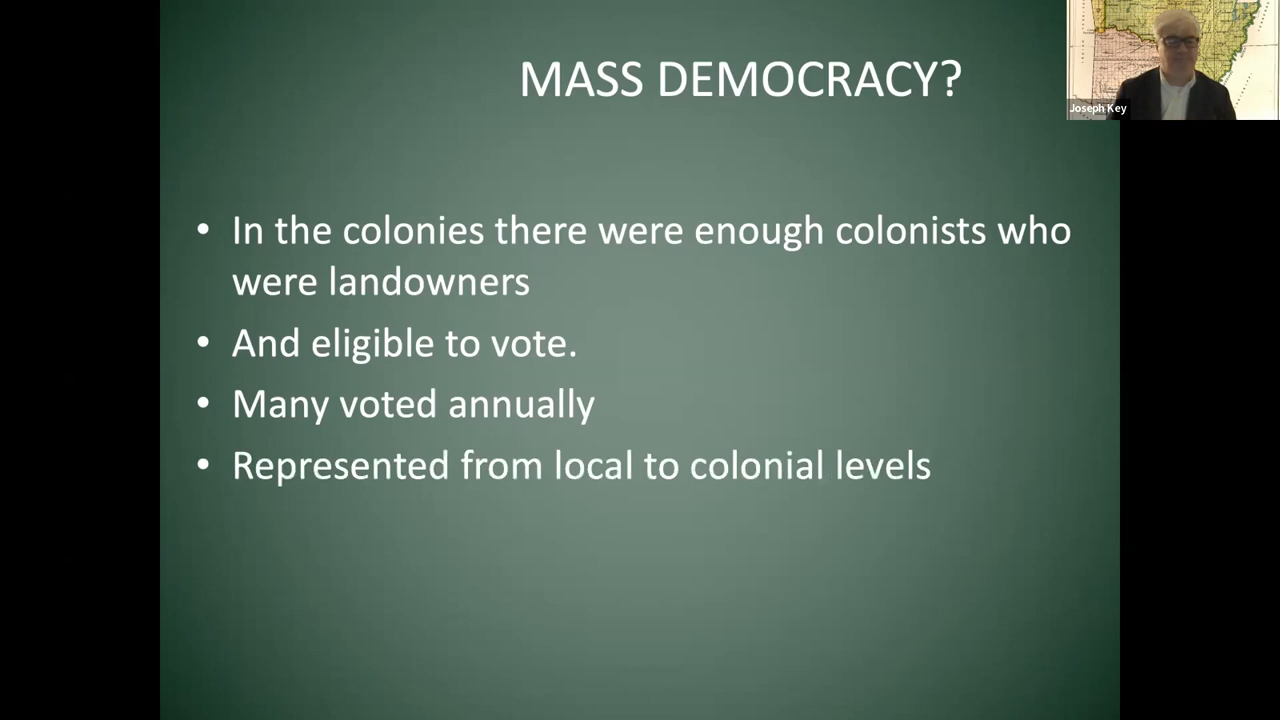 MASS DEMOCRACY?
Joseph Key
• In the colonies there were enough colonists who
were landowners
• And eligible to vote.
• Many voted annually
• Represented from local to colonial levels